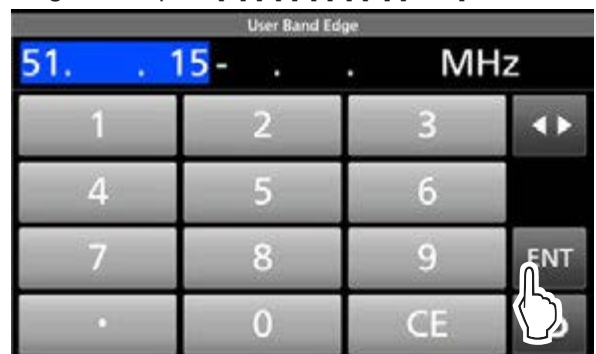 User Band Edge
51. . 15- . . MHz
1 2 3 ◀▶
4 5 6
7 8 9 ENT
. 0 CE